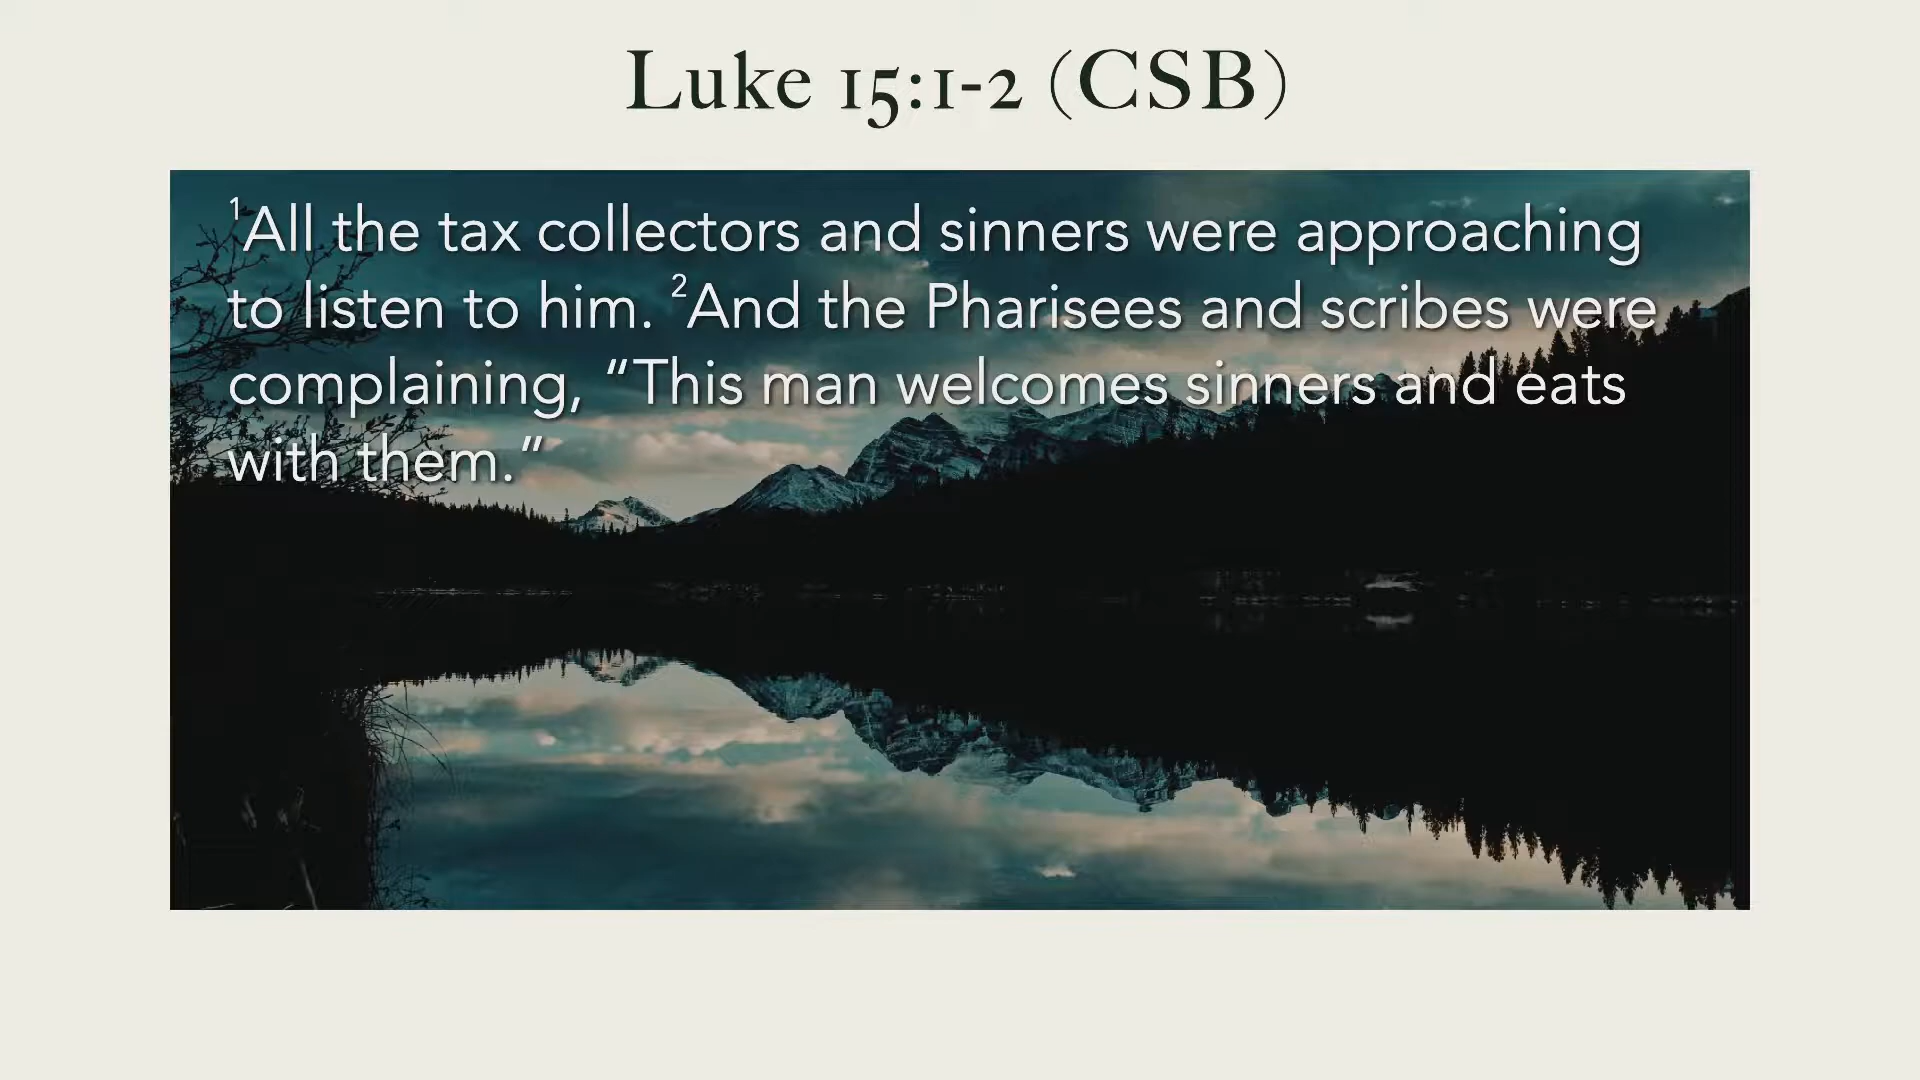 Luke 15:1-2 (CSB)
¹All the tax collectors and sinners were approaching
to listen to him. ²And the Pharisees and scribes were
complaining, “This man welcomes sinners and eats
with them.”